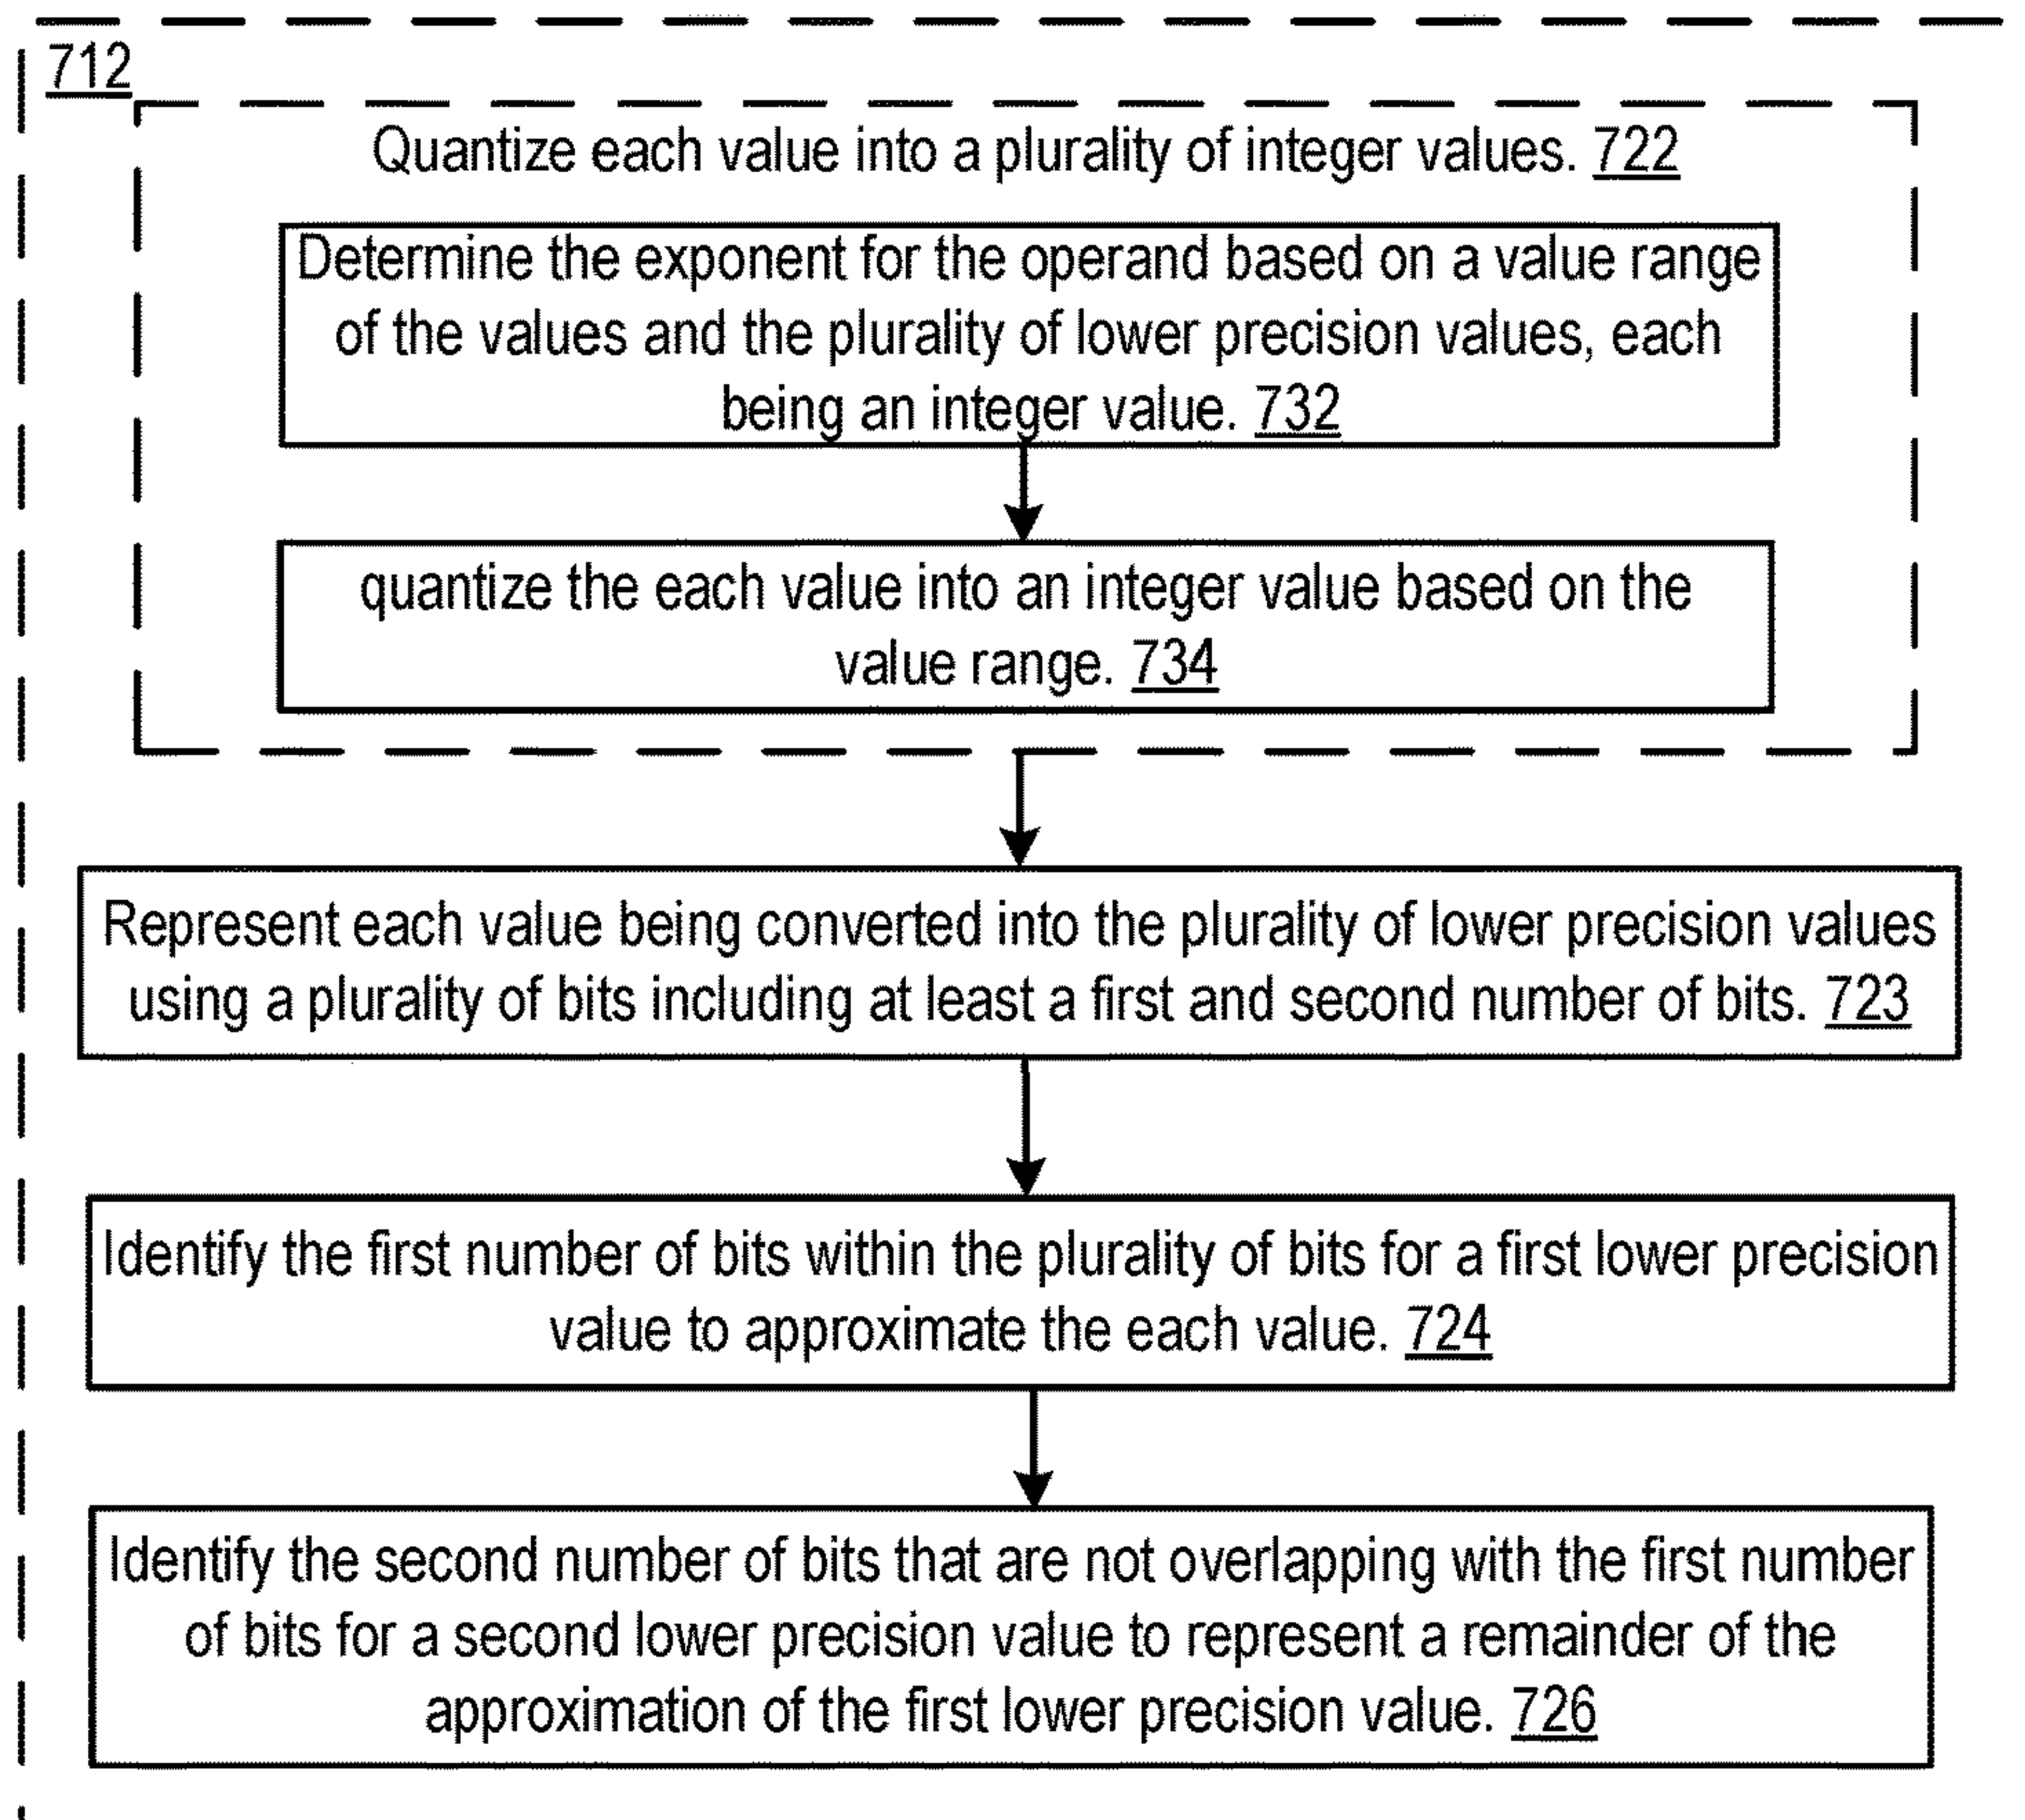 712
Quantize each value into a plurality of integer values. 722
Determine the exponent for the operand based on a value range
of the values and the plurality of lower precision values, each
being an integer value. 732
quantize the each value into an integer value based on the
value range. 734
Represent each value being converted into the plurality of lower precision values
using a plurality of bits including at least a first and second number of bits. 723
Identify the first number of bits within the plurality of bits for a first lower precision
value to approximate the each value. 724
Identify the second number of bits that are not overlapping with the first number
of bits for a second lower precision value to represent a remainder of the
approximation of the first lower precision value. 726